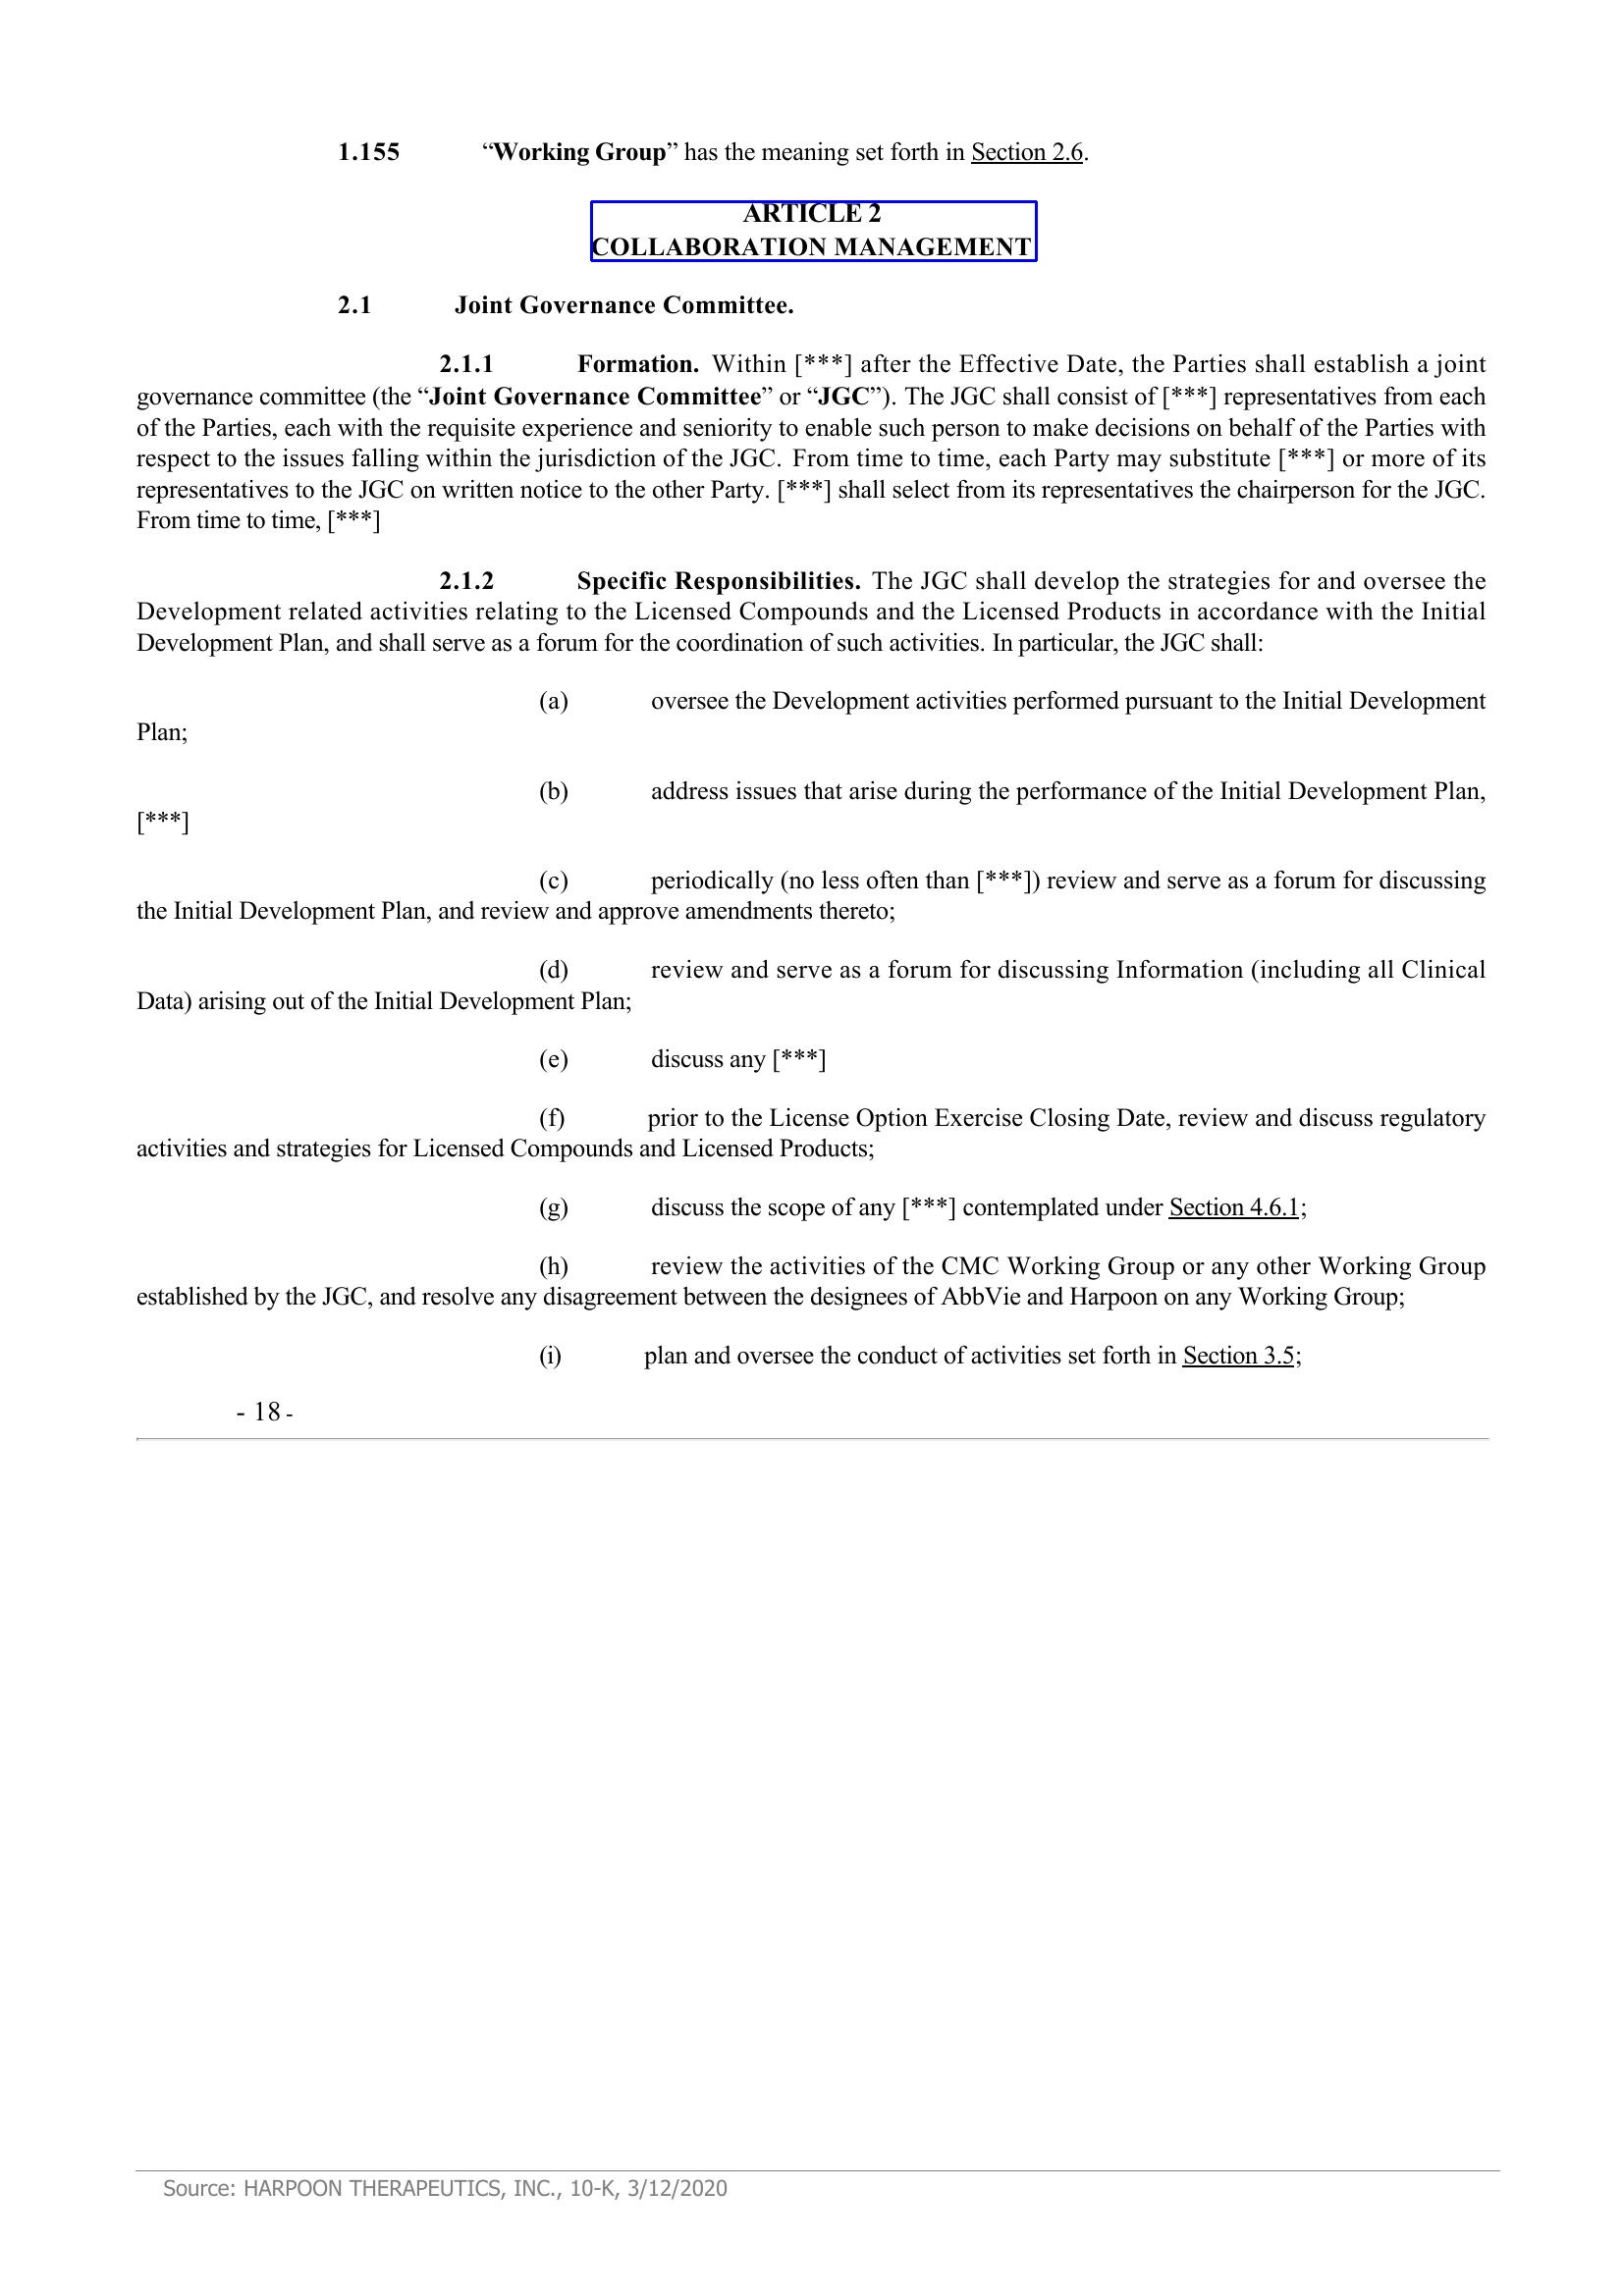 1.155 “Working Group” has the meaning set forth in Section 2.6.
ARTICLE 2
COLLABORATION MANAGEMENT
2.1 Joint Governance Committee.
2.1.1 Formation. Within [***] after the Effective Date, the Parties shall establish a joint
governance committee (the “Joint Governance Committee” or “JGC”). The JGC shall consist of [***] representatives from each
of the Parties, each with the requisite experience and seniority to enable such person to make decisions on behalf of the Parties with
respect to the issues falling within the jurisdiction of the JGC. From time to time, each Party may substitute [***] or more of its
representatives to the JGC on written notice to the other Party. [***] shall select from its representatives the chairperson for the JGC.
From time to time, [***]
2.1.2 Specific Responsibilities. The JGC shall develop the strategies for and oversee the
Development related activities relating to the Licensed Compounds and the Licensed Products in accordance with the Initial
Development Plan, and shall serve as a forum for the coordination of such activities. In particular, the JGC shall:
(a) oversee the Development activities performed pursuant to the Initial Development
Plan;
(b) address issues that arise during the performance of the Initial Development Plan,
[***]
(c) periodically (no less often than [***]) review and serve as a forum for discussing
the Initial Development Plan, and review and approve amendments thereto;
(d) review and serve as a forum for discussing Information (including all Clinical
Data) arising out of the Initial Development Plan;
(e) discuss any [***]
(f) prior to the License Option Exercise Closing Date, review and discuss regulatory
activities and strategies for Licensed Compounds and Licensed Products;
(g) discuss the scope of any [***] contemplated under Section 4.6.1;
(h) review the activities of the CMC Working Group or any other Working Group
established by the JGC, and resolve any disagreement between the designees of AbbVie and Harpoon on any Working Group;
(i) plan and oversee the conduct of activities set forth in Section 3.5;
- 18 -
Source: HARPOON THERAPEUTICS, INC., 10-K, 3/12/2020